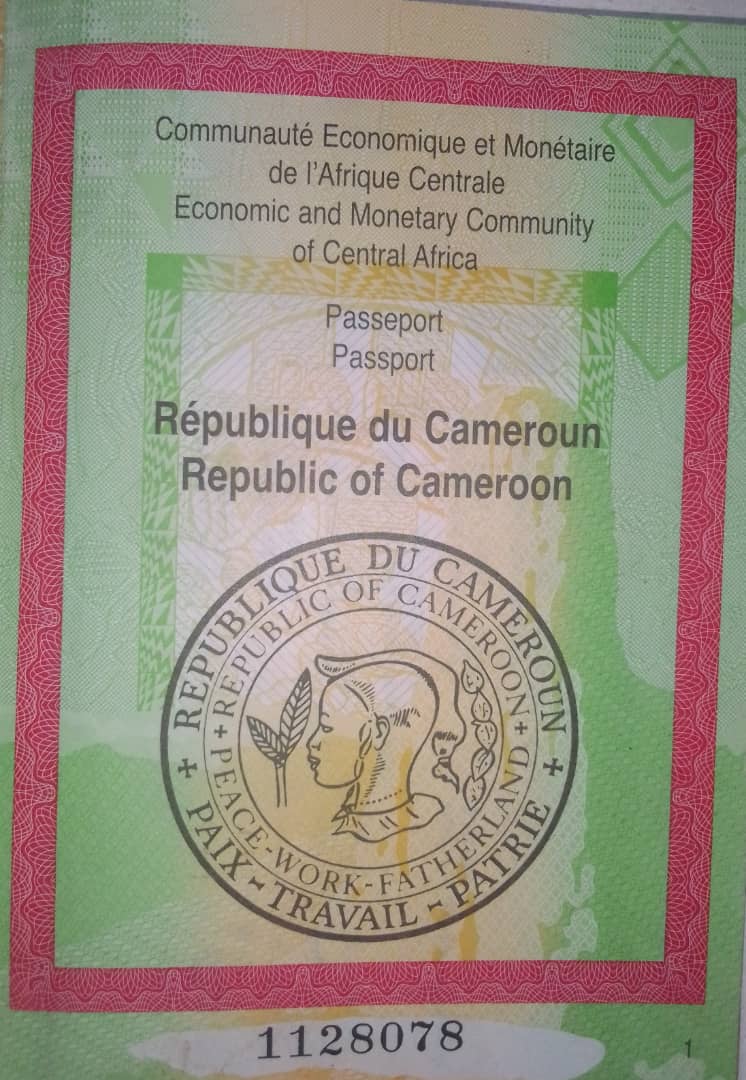 Communauté Economique et Monétaire
de l'Afrique Centrale
Economic and Monetary Community
of Central Africa
Passeport
Passport
République du Cameroun
Republic of Cameroon
REPUBLIQUE DU CAMEROUN
REPUBLIC OF CAMEROON
PEACE-WORK-FATHERLAND
PAIX - TRAVAIL - PATRIE
1128078
1